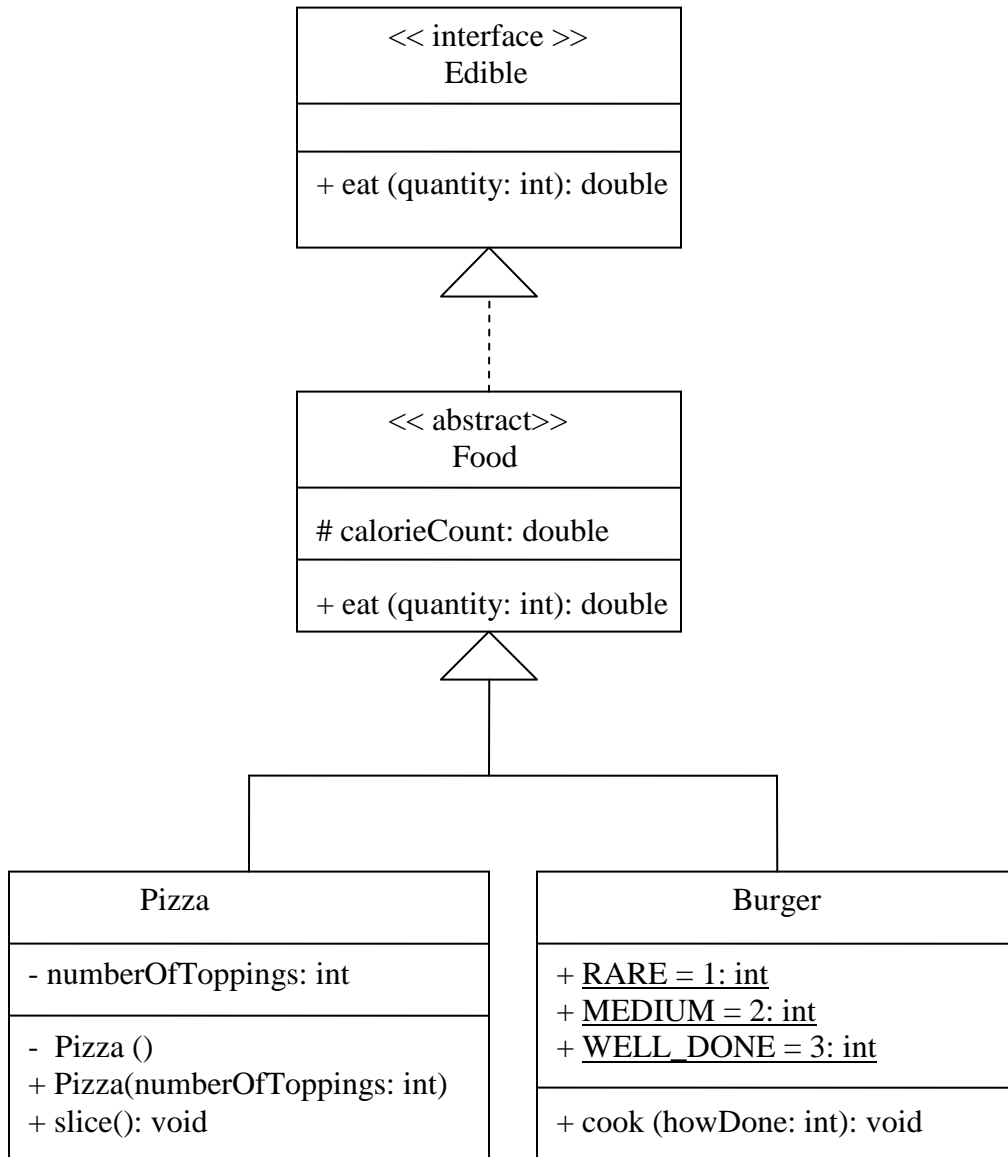 << interface >>
Edible
+ eat (quantity: int): double
<< abstract>>
Food
# calorieCount: double
+ eat (quantity: int): double
Pizza
- numberOfToppings: int
- Pizza ()
+ Pizza(numberOfToppings: int)
+ slice(): void
Burger
+ RARE = 1: int
+ MEDIUM = 2: int
+ WELL_DONE = 3: int
+ cook (howDone: int): void